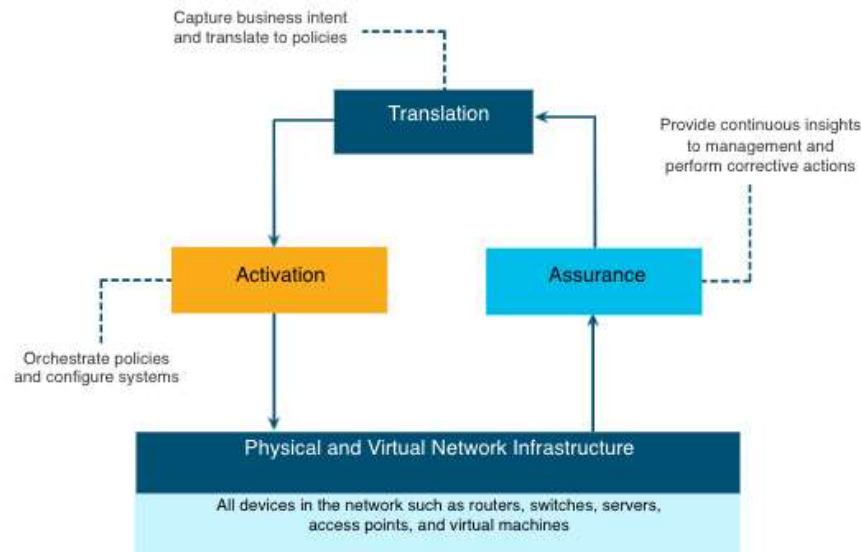 Capture business intent
and translate to policies
Translation
Provide continuous insights
to management and
perform corrective actions
Activation
Assurance
Orchestrate policies
and configure systems
Physical and Virtual Network Infrastructure
All devices in the network such as routers, switches, servers,
access points, and virtual machines